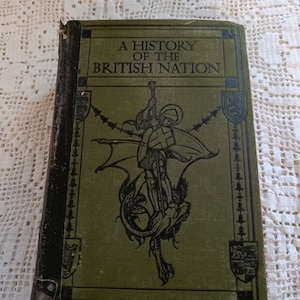 A HISTORY
OF THE
BRITISH NATION